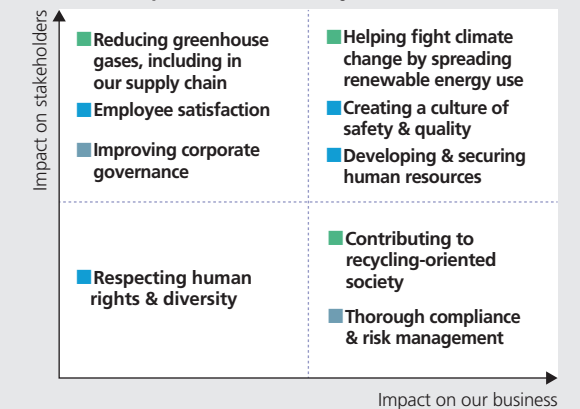 Impact on stakeholders
Reducing greenhouse
gases, including in
our supply chain
Employee satisfaction
Improving corporate
governance
Helping fight climate
change by spreading
renewable energy use
Creating a culture of
safety & quality
Developing & securing
human resources
Respecting human
rights & diversity
Contributing to
recycling-oriented
society
Thorough compliance
& risk management
Impact on our business